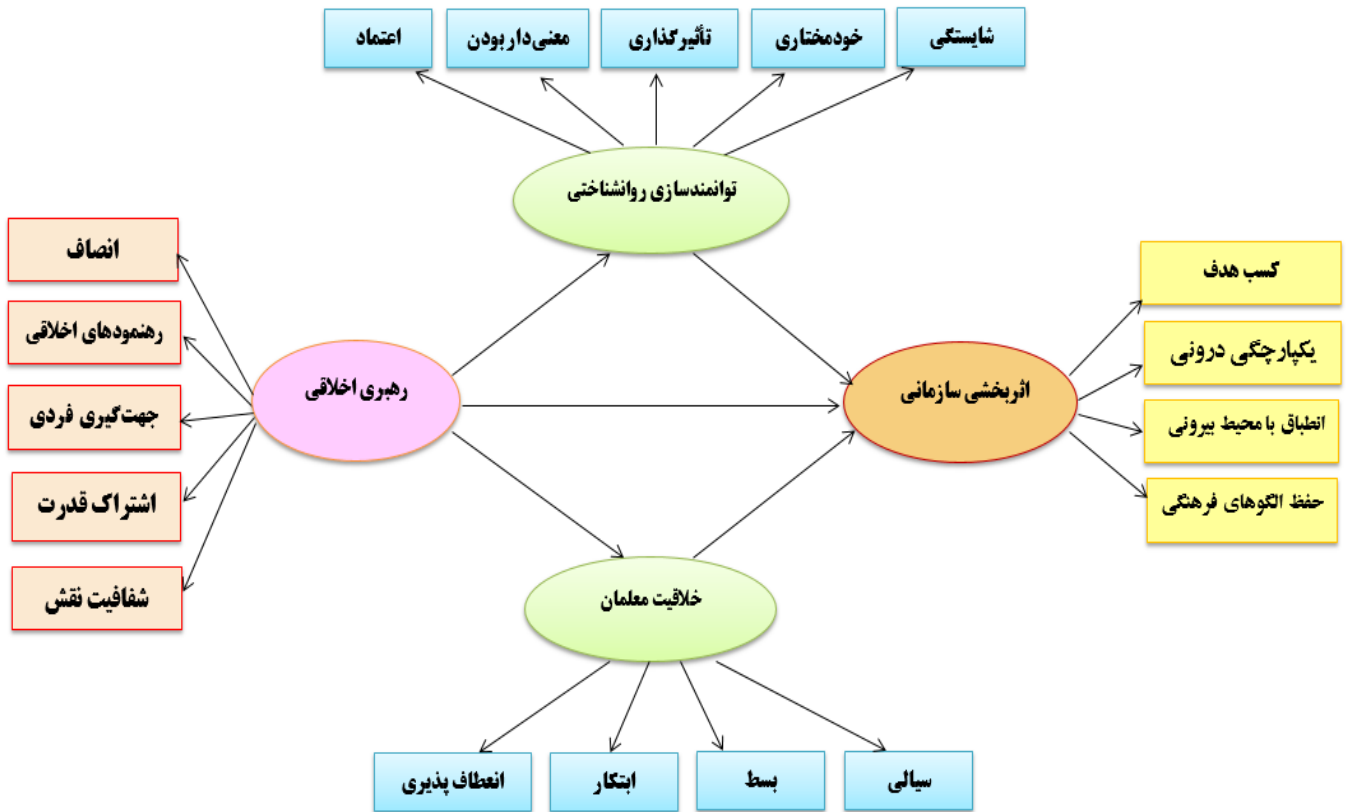 شایستگی
خودمختاری
تأثیرگذاری
معنی‌دار بودن
اعتماد
توانمندسازی روانشناختی
کسب هدف
یکپارچگی درونی
انطباق با محیط بیرونی
حفظ الگوهای فرهنگی
اثربخشی سازمانی
رهبری اخلاقی
انصاف
رهنمودهای اخلاقی
جهت‌گیری فردی
اشتراک قدرت
شفافیت نقش
خلاقیت معلمان
سیالی
بسط
ابتکار
انعطاف پذیری